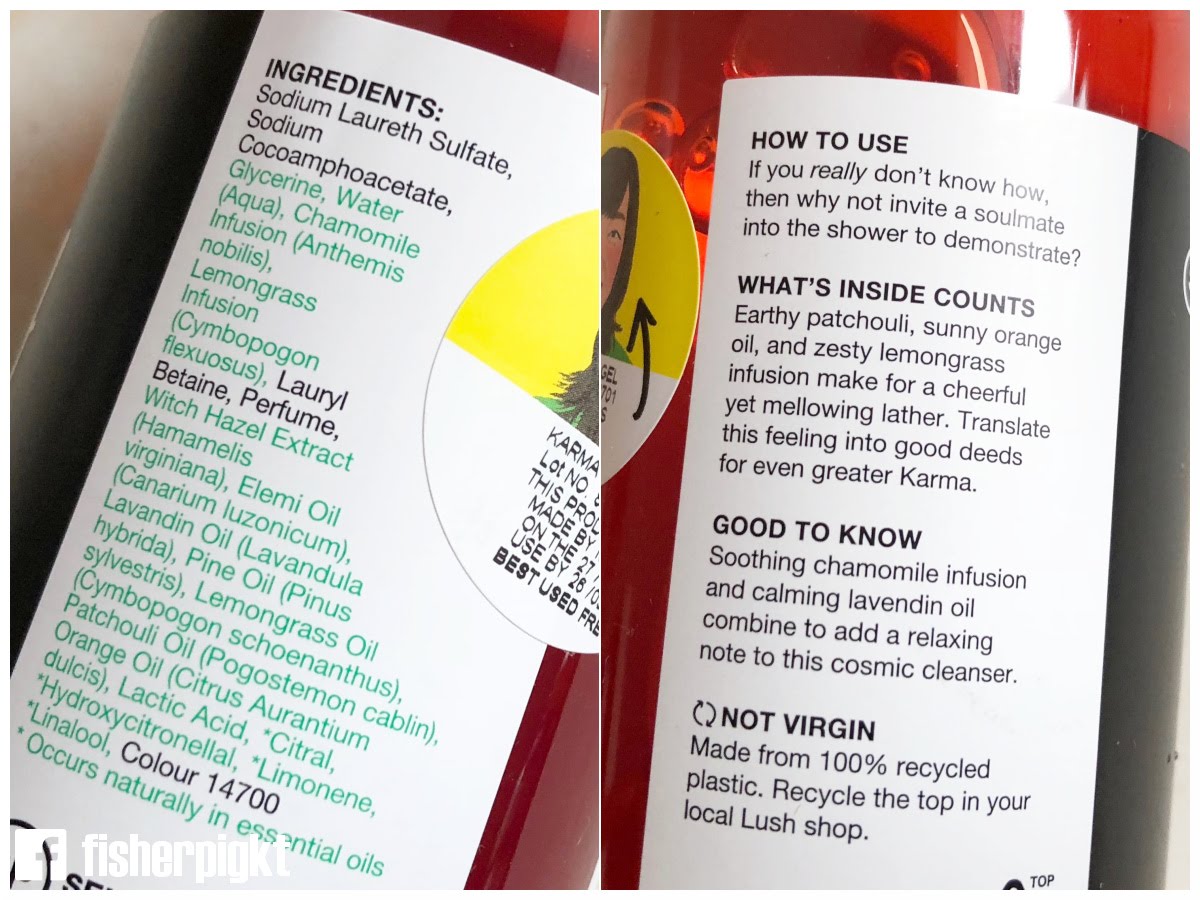 INGREDIENTS:
Sodium Laureth Sulfate,
Sodium
Cocoamphoacetate,
Glycerine, Water
(Aqua), Chamomile
Infusion (Anthemis
nobilis),
Lemongrass
Infusion
(Cymbopogon
flexuosus), Lauryl
Betaine, Perfume,
Witch Hazel Extract
(Hamamelis
virginiana), Elemi Oil
(Canarium luzonicum),
Lavandin Oil (Lavandula
hybrida), Pine Oil (Pinus
sylvestris), Lemongrass Oil
(Cymbopogon schoenanthus),
Patchouli Oil (Pogostemon cablin),
Orange Oil (Citrus Aurantium
dulcis), Lactic Acid, *Citral,
*Hydroxycitronellal, *Limonene,
*Linalool, Colour 14700
* Occurs naturally in essential oils
KARMA
Lot NO.
THIS
MADE BY
ON THE 27
USE BY 26
BEST USED
fisherpigkt
GEL
701
S
HOW TO USE
If you really don't know how,
then why not invite a soulmate
into the shower to demonstrate?
WHAT'S INSIDE COUNTS
Earthy patchouli, sunny orange
oil, and zesty lemongrass
infusion make for a cheerful
yet mellowing lather. Translate
this feeling into good deeds
for even greater Karma.
GOOD TO KNOW
Soothing chamomile infusion
and calming lavendin oil
combine to add a relaxing
note to this cosmic cleanser.
NOT VIRGIN
Made from 100% recycled
plastic. Recycle the top in your
local Lush shop.
TOP